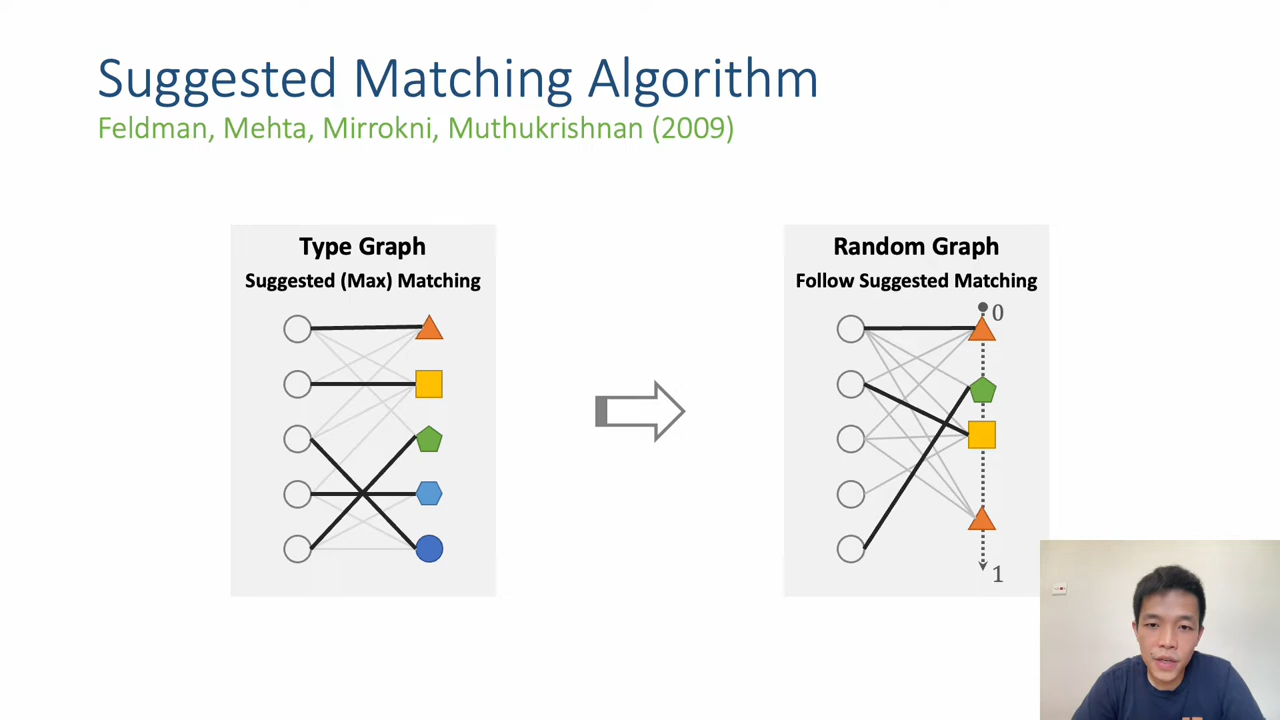 Suggested Matching Algorithm
Feldman, Mehta, Mirrokni, Muthukrishnan (2009)
Type Graph
Suggested (Max) Matching
Random Graph
Follow Suggested Matching
0
1